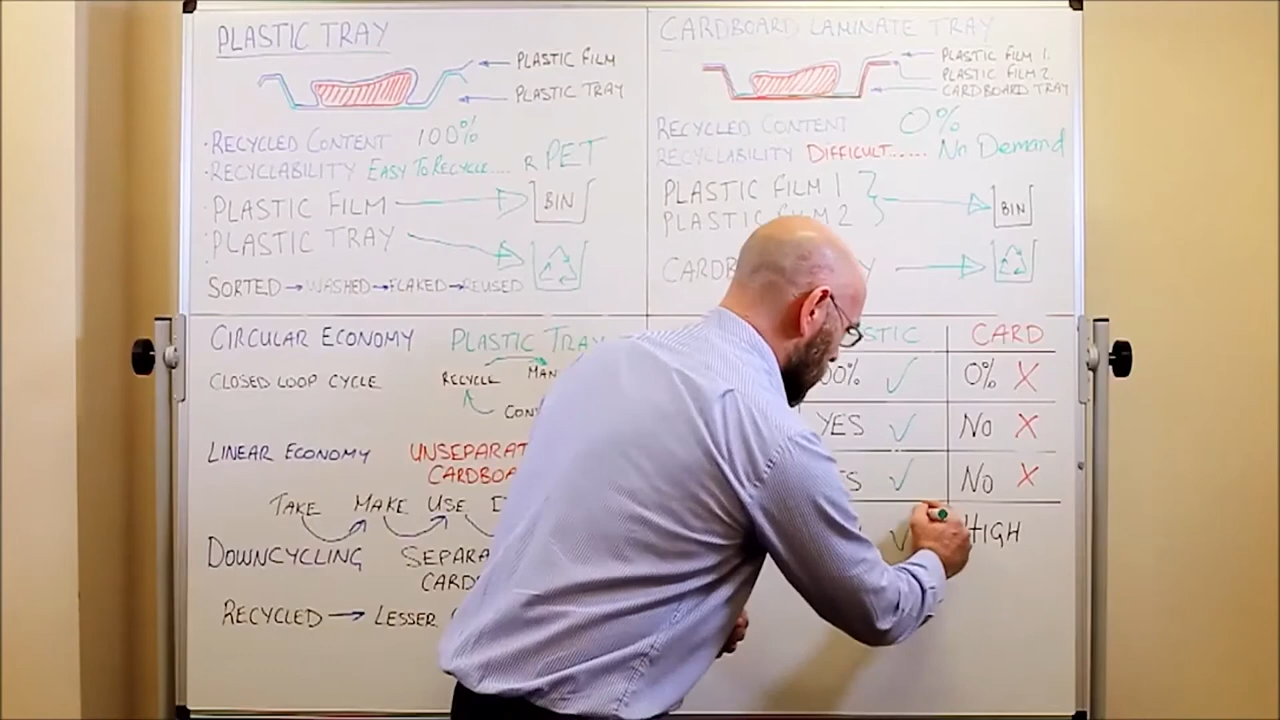 PLASTIC TRAY
PLASTIC FILM
PLASTIC TRAY
RECYCLED CONTENT 100%
RECYCLABILITY EASY TO RECYCLE.... R PET
PLASTIC FILM BIN
PLASTIC TRAY
SORTED → WASHED → FLAKED → REUSED
CARDBOARD LAMINATE TRAY
PLASTIC FILM 1
PLASTIC FILM 2
CARDBOARD TRAY
RECYCLED CONTENT 0%
RECYCLABILITY DIFFICULT...... No Demand
PLASTIC FILM 1
PLASTIC FILM 2
BIN
CARDB
CIRCULAR ECONOMY PLASTIC TRAY
CLOSED LOOP CYCLE RECYCLE MAN
CON
LINEAR ECONOMY UNSEPARAT
CARDBOA
TAKE MAKE USE
DOWNCYCLING SEPARA
CARD
RECYCLED → LESSER
STIC CARD
00% ✓ 0% X
YES ✓ No X
ES ✓ No X
✓ HIGH